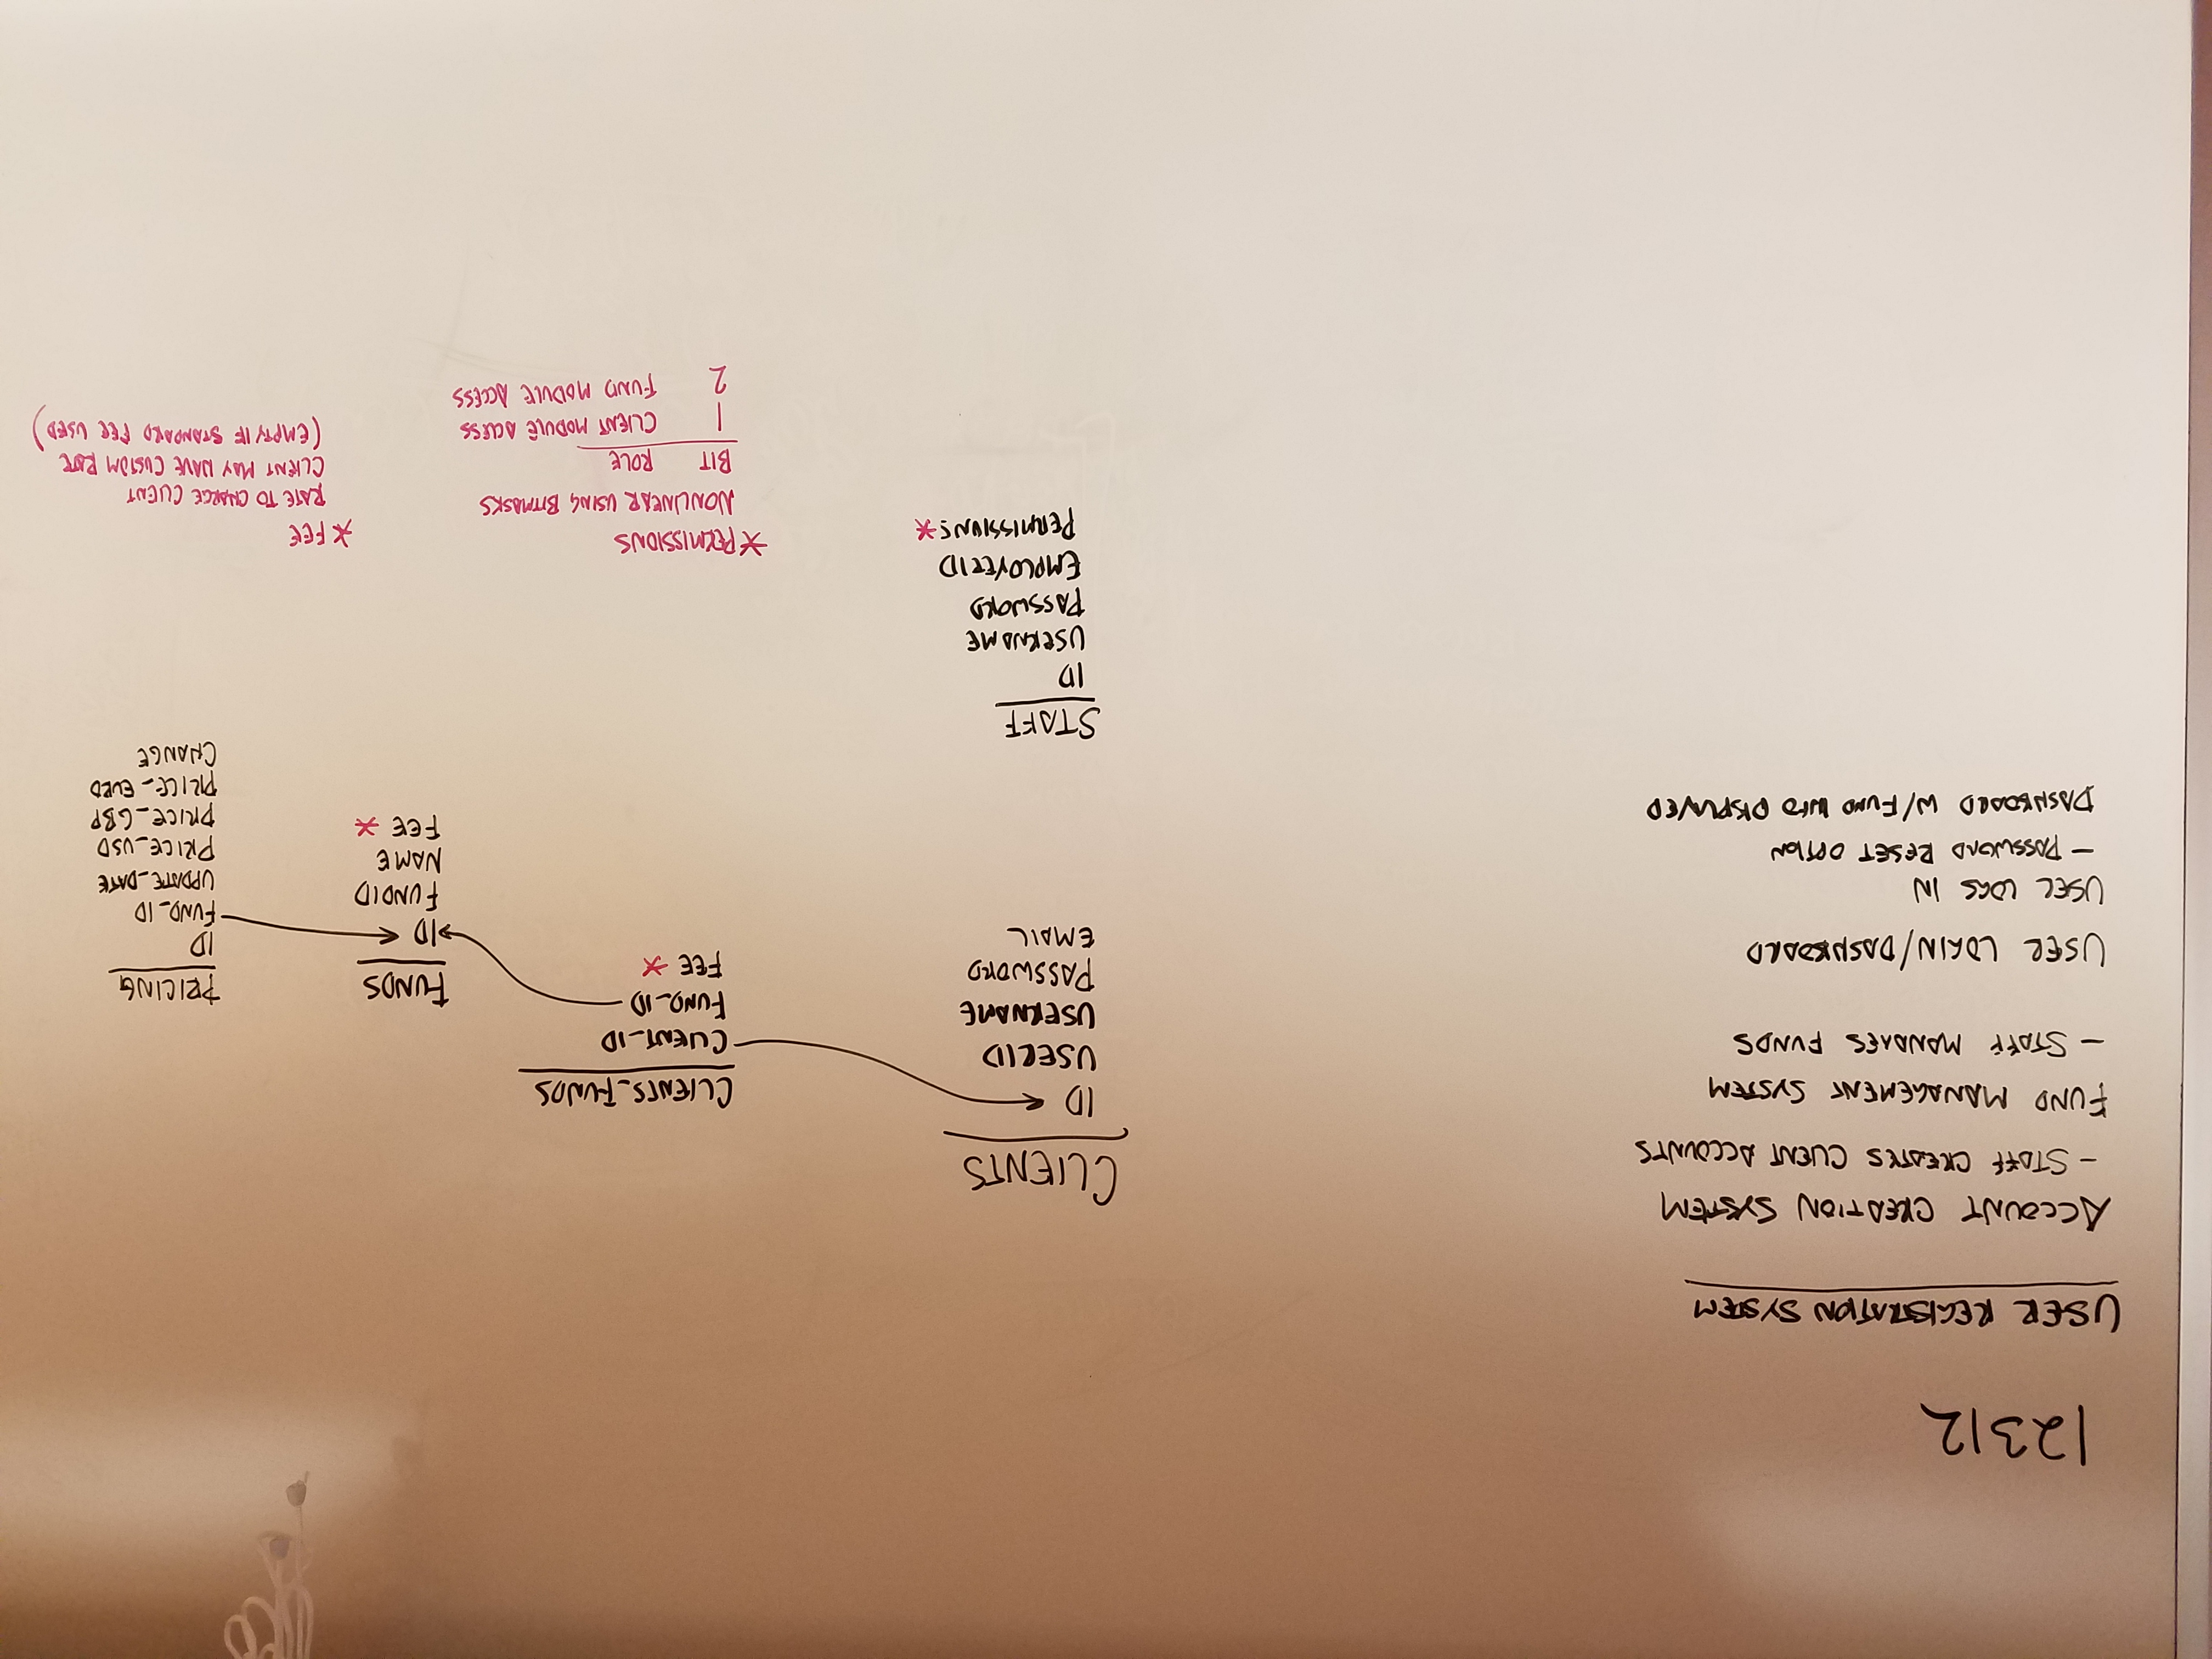 12312
USER REGISTRATION SYSTEM
ACCOUNT CREATION SYSTEM
- STAFF CREATES CLIENT ACCOUNTS
FUND MANAGEMENT SYSTEM
- STAFF MANAGES FUNDS
USER LOGIN/DASHBOARD
USER LOGS IN
- PASSWORD RESET OPTION
DASHBOARD W/FUND INFO DISPLAYED
CLIENTS
ID
USERID
USERNAME
PASSWORD
EMAIL
CLIENTS_FUNDS
CLIENT_ID
FUND_ID
FEE *
FUNDS
ID
FUNDID
NAME
FEE *
PRICING
ID
FUND_ID
UPDATE_DATE
PRICE_USD
PRICE_GBP
PRICE_EURO
CHANGE
STAFF
ID
USERNAME
PASSWORD
EMPLOYEEID
PERMISSIONS*
* PERMISSIONS
NONLINEAR USING BITMASKS
BIT ROLE
1 CLIENT MODULE ACCESS
2 FUND MODULE ACCESS
* FEE
RATE TO CHARGE CLIENT
CLIENT MAY HAVE CUSTOM RATE
(EMPTY IF STANDARD FEE USED)